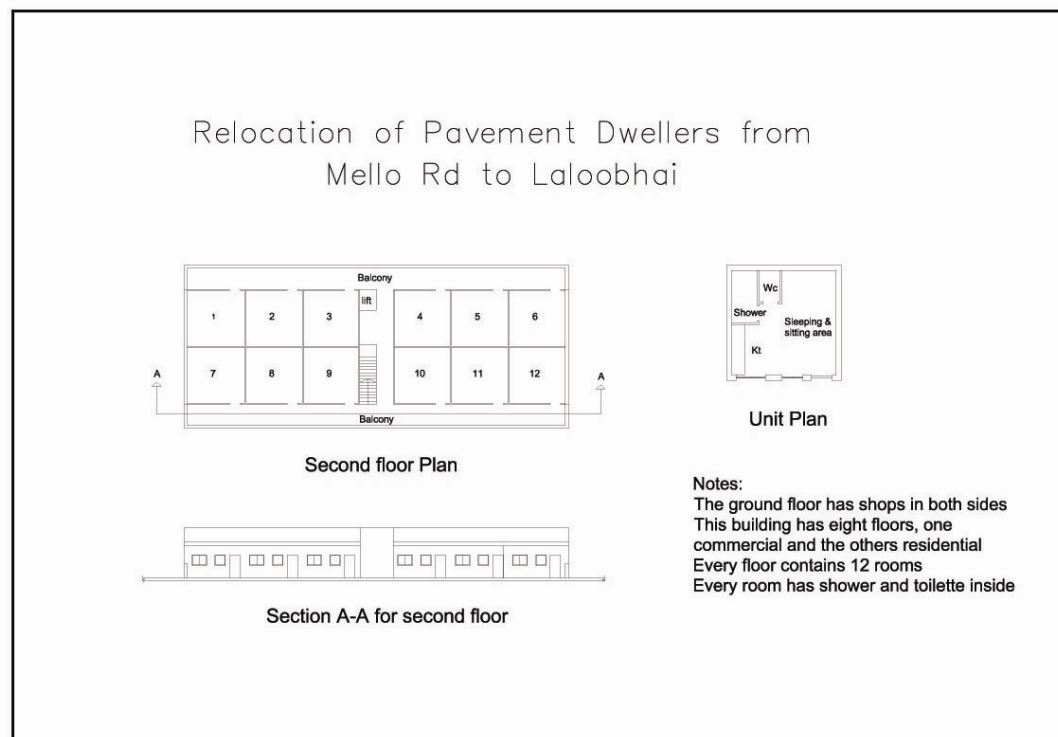 Relocation of Pavement Dwellers from
Mello Rd to Laloobhai
Balcony
lift
1
2
3
4
5
6
7
8
9
10
11
12
A
A
Balcony
Second floor Plan
Wc
Shower
Sleeping &
sitting area
Kt
Unit Plan
Section A-A for second floor
Notes:
The ground floor has shops in both sides
This building has eight floors, one
commercial and the others residential
Every floor contains 12 rooms
Every room has shower and toilette inside